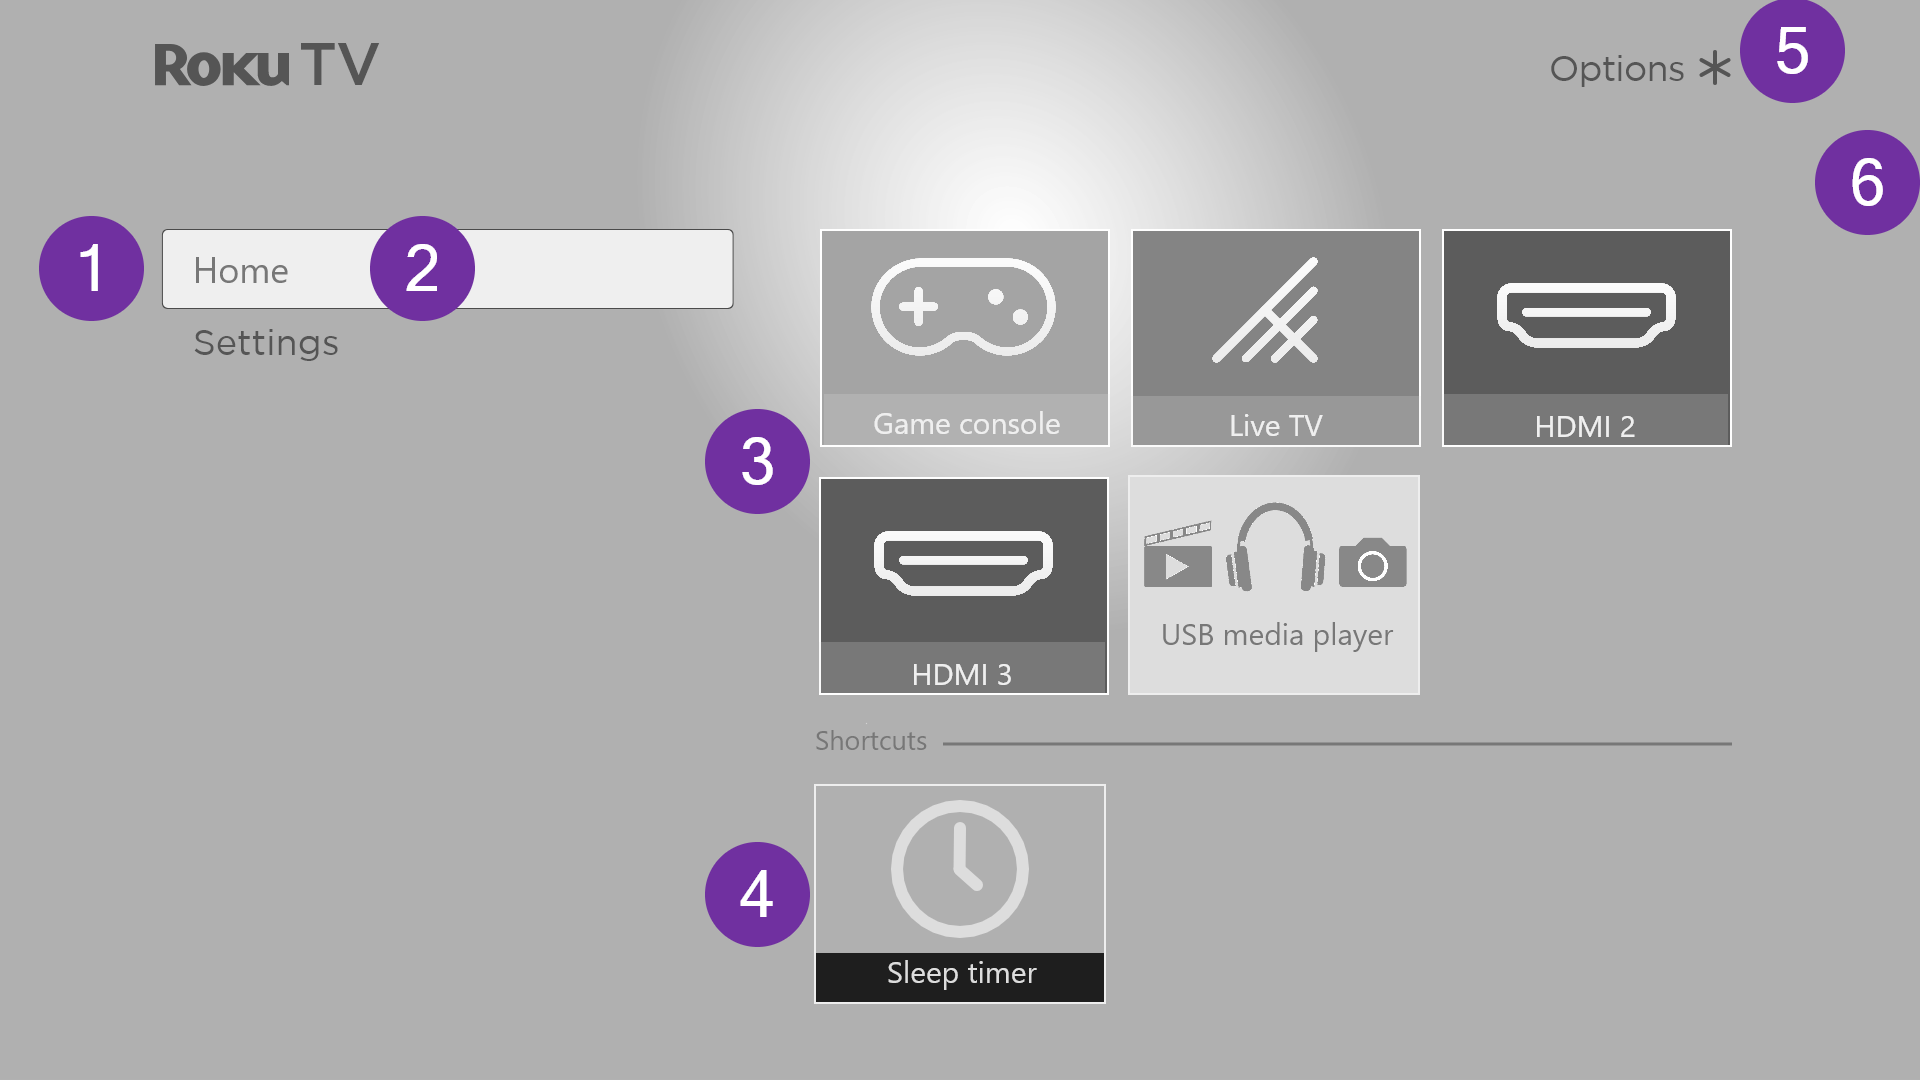 Roku TV
Options * 5
6
1 Home 2
Settings
Game console
Live TV
HDMI 2
3
HDMI 3
USB media player
Shortcuts
4
Sleep timer